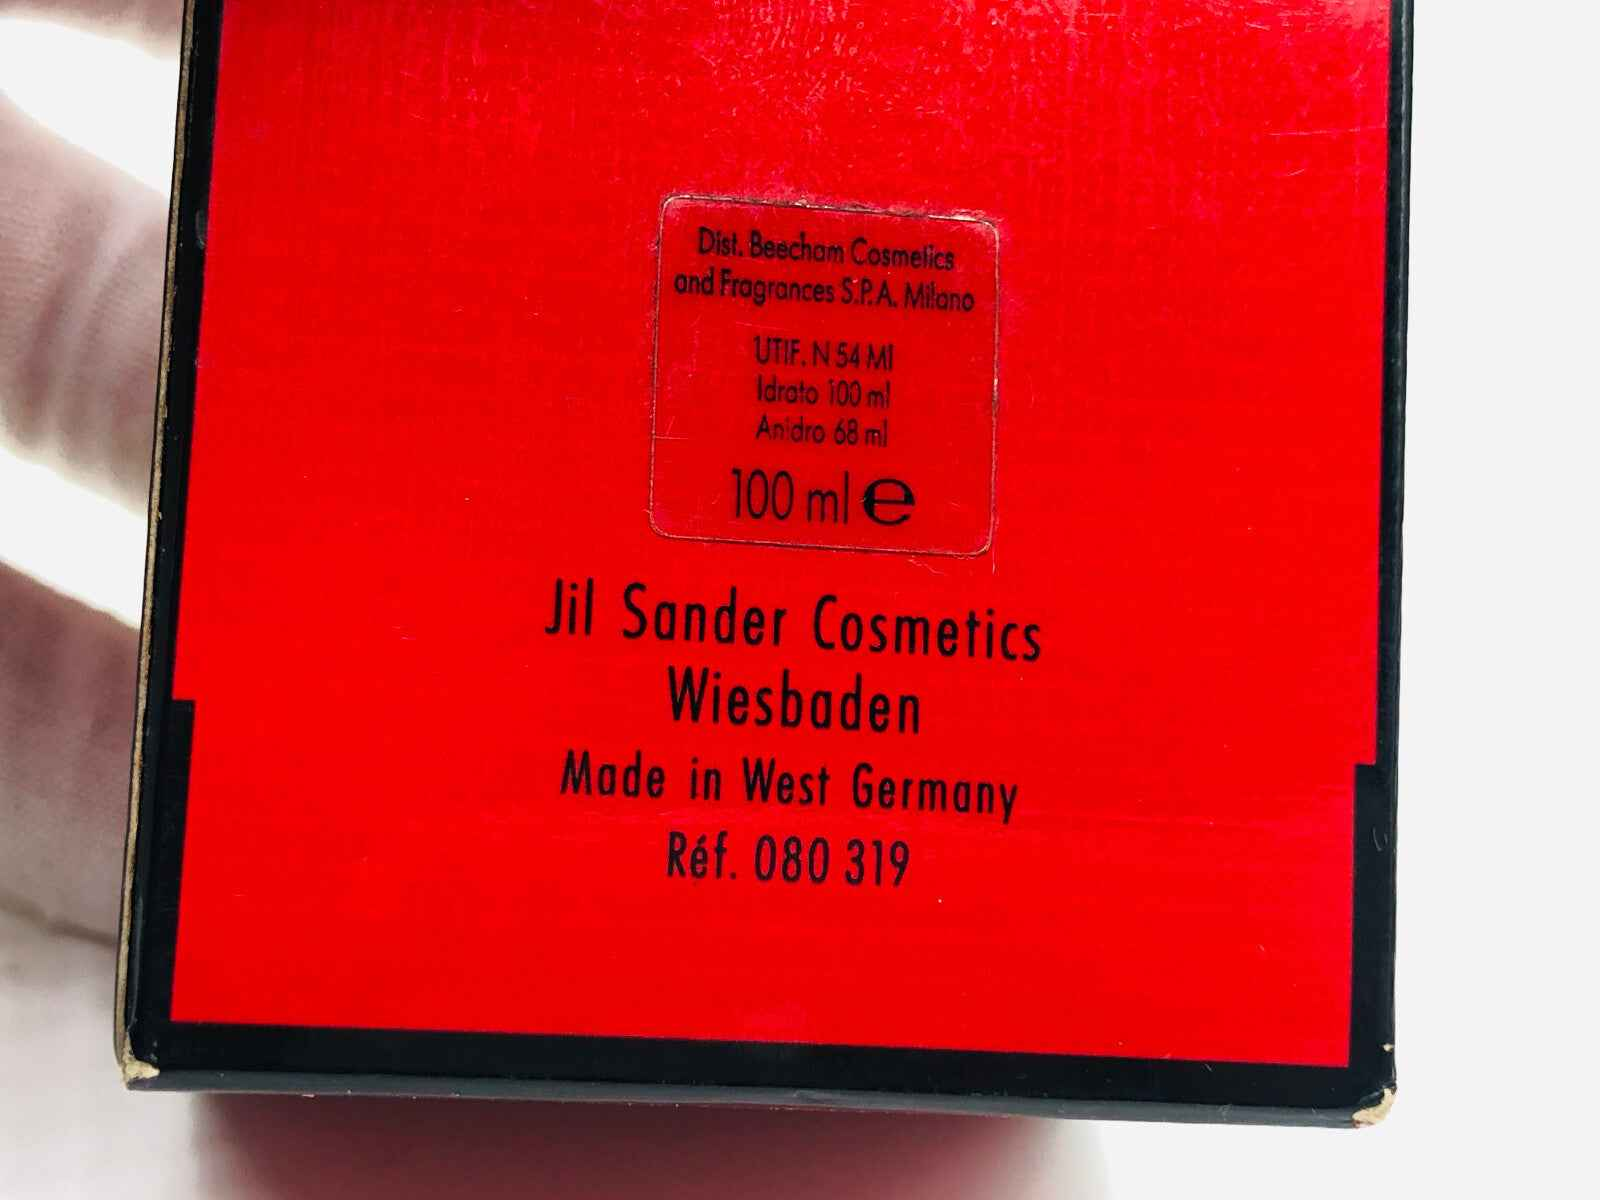 Dist. Beecham Cosmetics
and Fragrances S.P.A. Milano
UTIF. N 54 MI
Idrato 100 ml
Anidro 68 ml
100 ml ℮
Jil Sander Cosmetics
Wiesbaden
Made in West Germany
Réf. 080 319